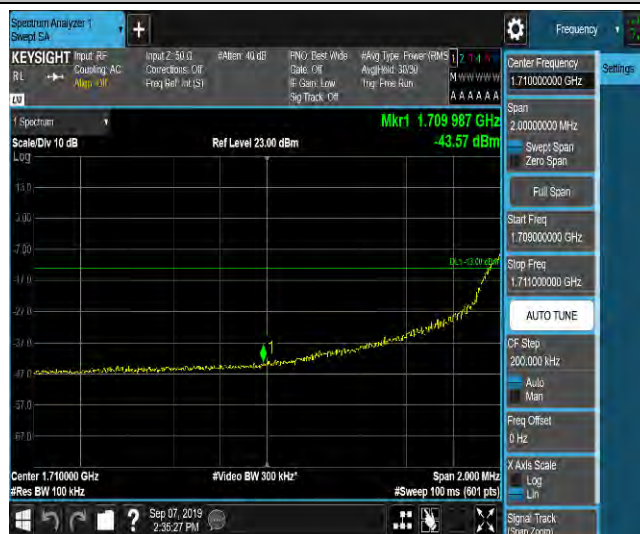 Spectrum Analyzer 1
Swept SA
+
Frequency
KEYSIGHT
Input: RF
Coupling: AC
Align: Off
Input Z: 50 Ω
Corrections: Off
Freq Ref: Int (S)
#Atten: 40 dB
PNO: Best Wide
Gate: Off
IF Gain: Low
Sig Track: Off
#Avg Type: Power (RMS
Avg|Hold: 30/30
Trig: Free Run
RL
M W W W W W
A A A A A A
LW
1 Spectrum
Scale/Div 10 dB
Ref Level 23.00 dBm
Mkr1 1.709 987 GHz
-43.57 dBm
Log
13.0
3.00
-7.00
DL1 -13.00 dBm
-17.0
-27.0
-37.0
-47.0
-57.0
-67.0
1
Center 1.710000 GHz
#Res BW 100 kHz
#Video BW 300 kHz*
Span 2.000 MHz
#Sweep 100 ms (601 pts)
Sep 07, 2019
2:35:27 PM
?
Center Frequency
1.710000000 GHz
Settings
Span
2.00000000 MHz
Swept Span
Zero Span
Full Span
Start Freq
1.709000000 GHz
Stop Freq
1.711000000 GHz
AUTO TUNE
CF Step
200.000 kHz
Auto
Man
Freq Offset
0 Hz
X Axis Scale
Log
Lin
Signal Track
(Span Zoom)